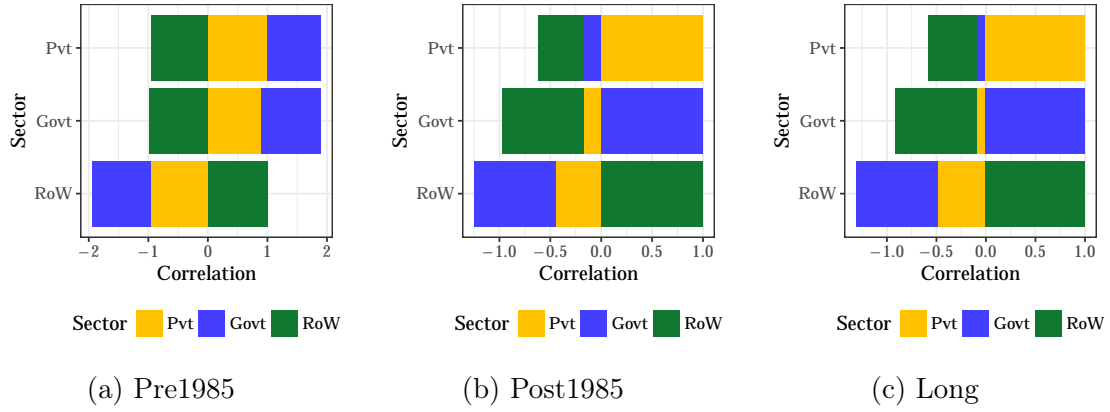 Sector
Pvt
Govt
RoW
−2 −1 0 1 2
Correlation
Sector Pvt Govt RoW
(a) Pre1985
Sector
Pvt
Govt
RoW
−1.0 −0.5 0.0 0.5 1.0
Correlation
Sector Pvt Govt RoW
(b) Post1985
Sector
Pvt
Govt
RoW
−1.0 −0.5 0.0 0.5 1.0
Correlation
Sector Pvt Govt RoW
(c) Long